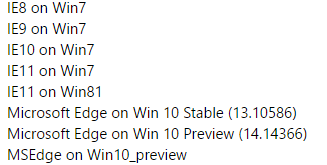 IE8 on Win7
IE9 on Win7
IE10 on Win7
IE11 on Win7
IE11 on Win81
Microsoft Edge on Win 10 Stable (13.10586)
Microsoft Edge on Win 10 Preview (14.14366)
MSEdge on Win10_preview